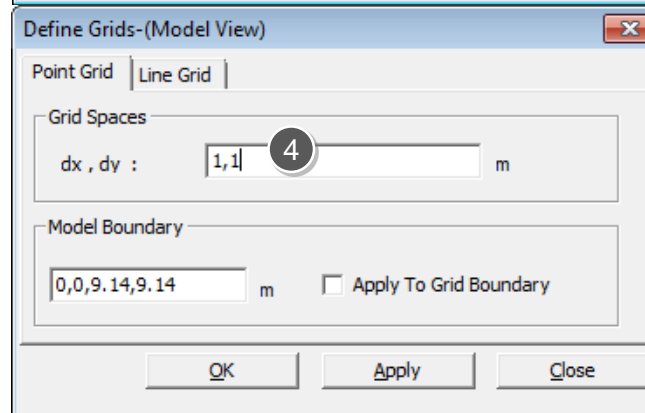 Define Grids-(Model View)
Point Grid Line Grid
Grid Spaces
dx , dy : 1,1 4 m
Model Boundary
0,0,9.14,9.14 m Apply To Grid Boundary
OK Apply Close